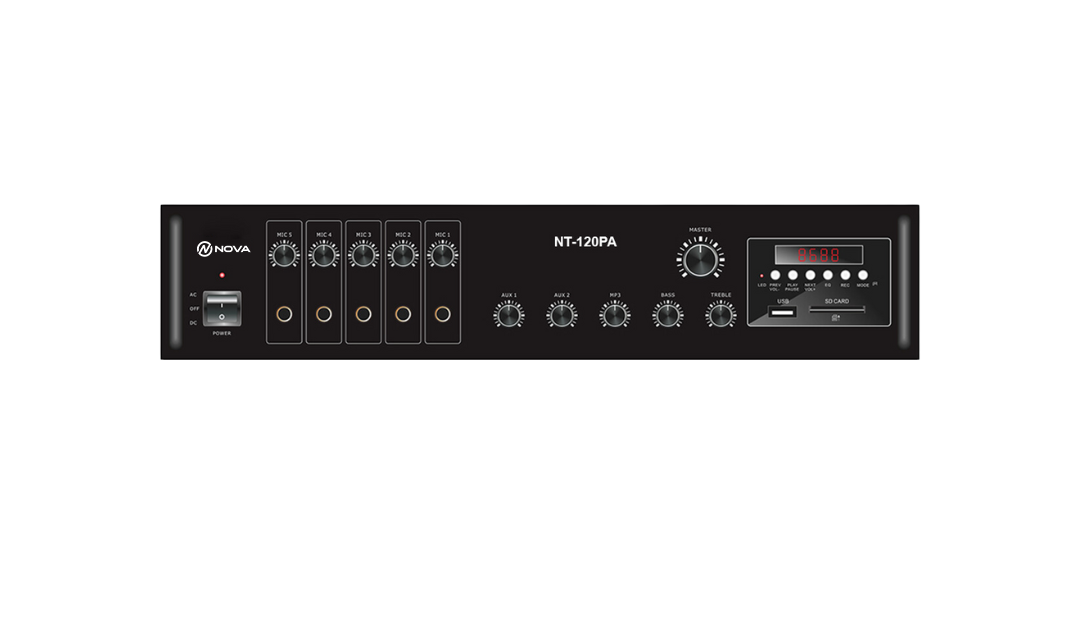 NOVA
AC
OFF
DC
POWER
MIC 5
MIC 4
MIC 3
MIC 2
MIC 1
NT-120PA
MASTER
AUX 1
AUX 2
MP3
BASS
TREBLE
LED
PREV
VOL-
PLAY
PAUSE
NEXT
VOL+
EQ
REC
MODE
USB
SD CARD